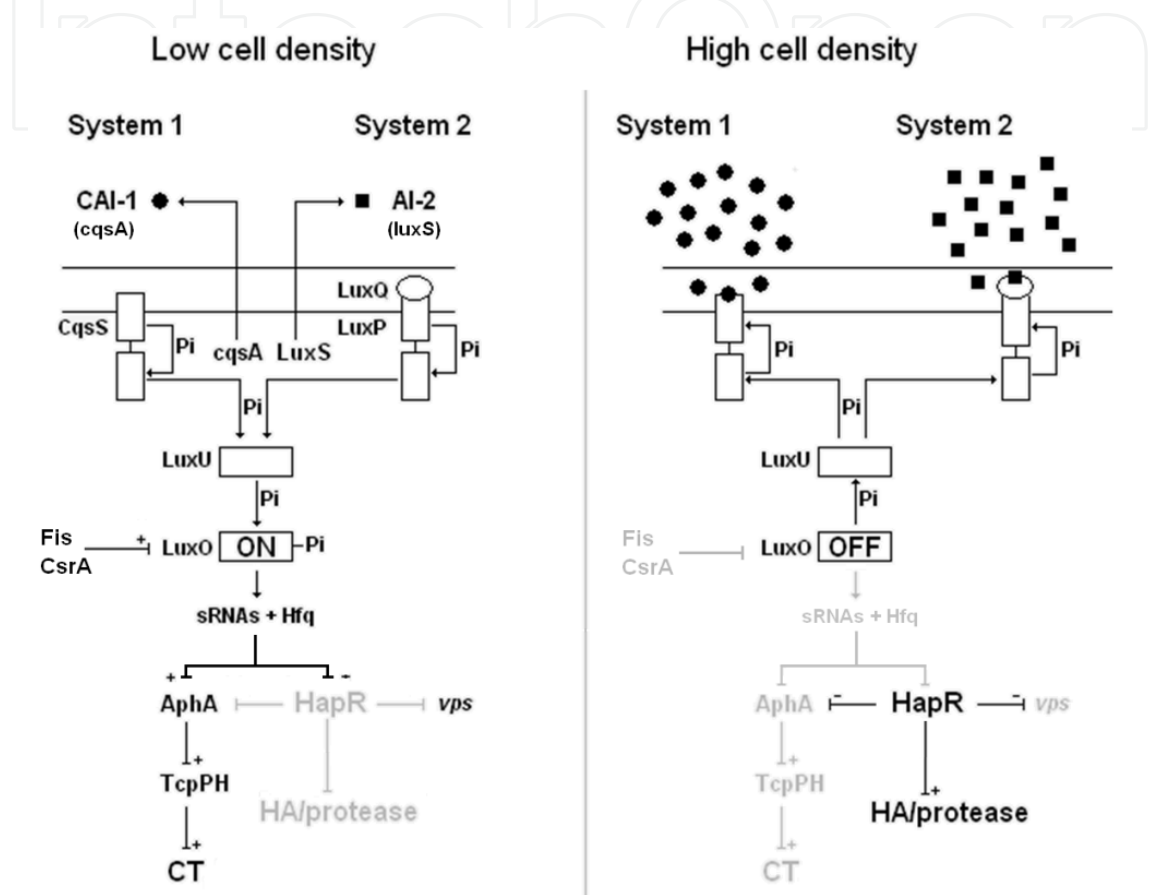 Low cell density
High cell density
System 1
System 2
System 1
System 2
CAI-1
(cqsA)
AI-2
(luxS)
LuxQ
CqsS
LuxP
Pi
cqsA
LuxS
Pi
Pi
LuxU
Pi
Fis
CsrA
+
LuxO
ON
Pi
sRNAs + Hfq
+
-
AphA
HapR
vps
+
TcpPH
HA/protease
+
CT
Pi
Pi
Pi
LuxU
Pi
Fis
CsrA
LuxO
OFF
sRNAs + Hfq
AphA
-
HapR
-
vps
+
TcpPH
+
HA/protease
+
CT